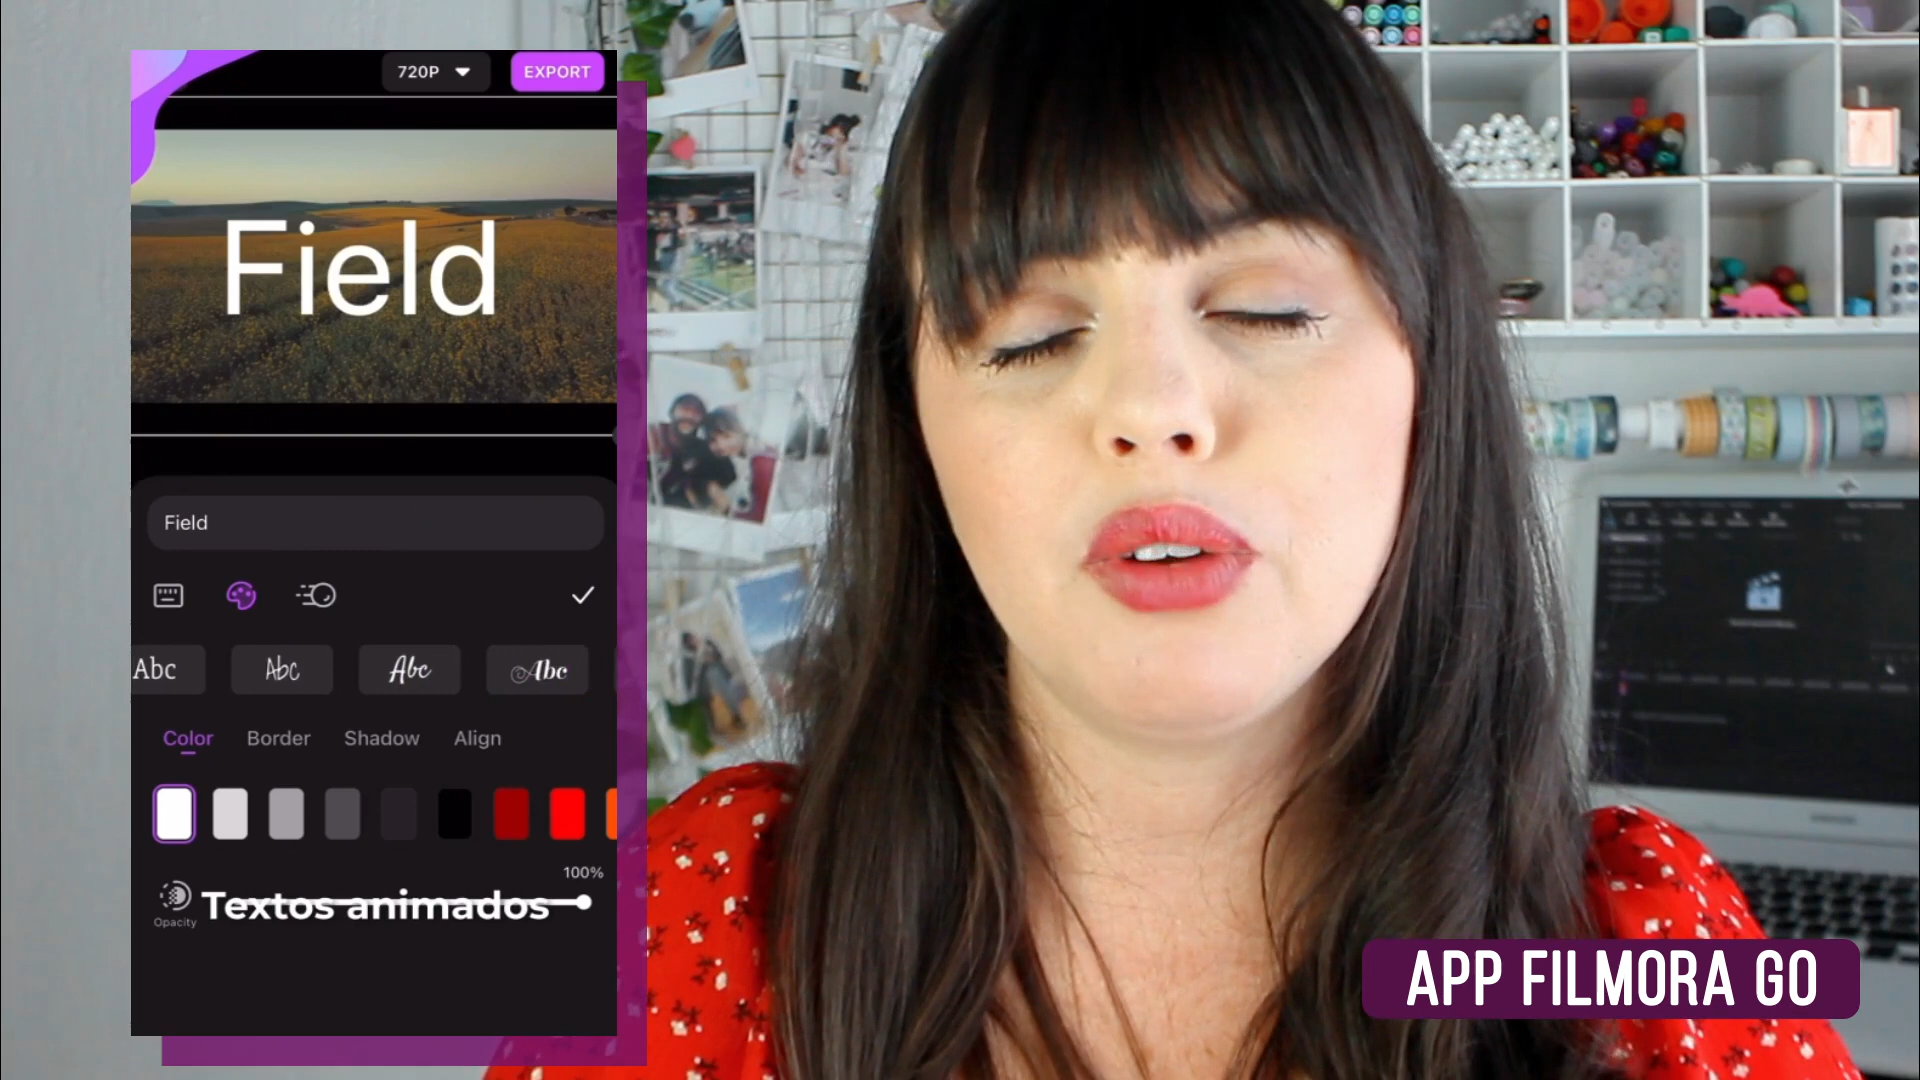 720P
EXPORT
Field
Field
Abc
Abc
Abc
Abc
Color Border Shadow Align
100%
Opacity
Textos animados
APP FILMORA GO